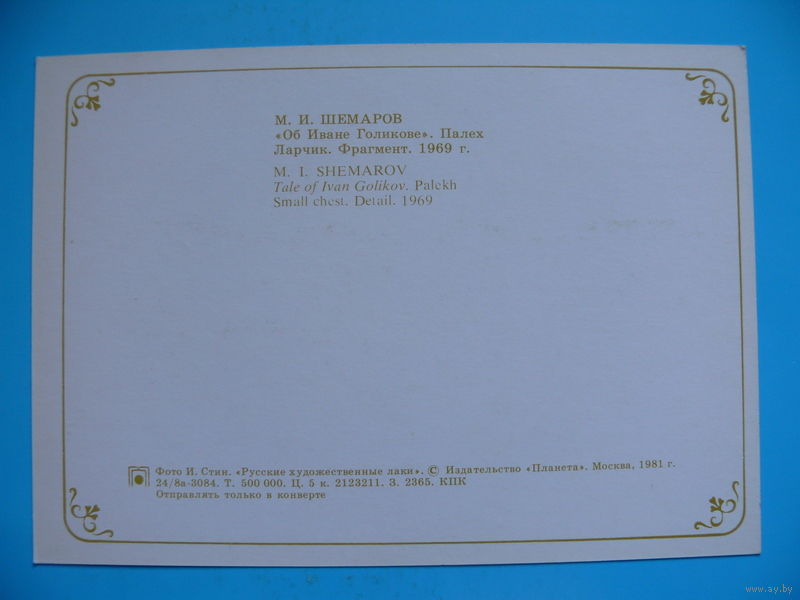 М. И. ШЕМАРОВ
«Об Иване Голикове». Палех
Ларчик. Фрагмент. 1969 г.
M. I. SHEMAROV
Tale of Ivan Golikov. Palekh
Small chest. Detail. 1969
Фото И. Стин. «Русские художественные лаки». © Издательство «Планета». Москва, 1981 г.
24/8а-3084. Т. 500 000. Ц. 5 к. 2123211. З. 2365. КПК
Отправлять только в конверте
www.ay.by